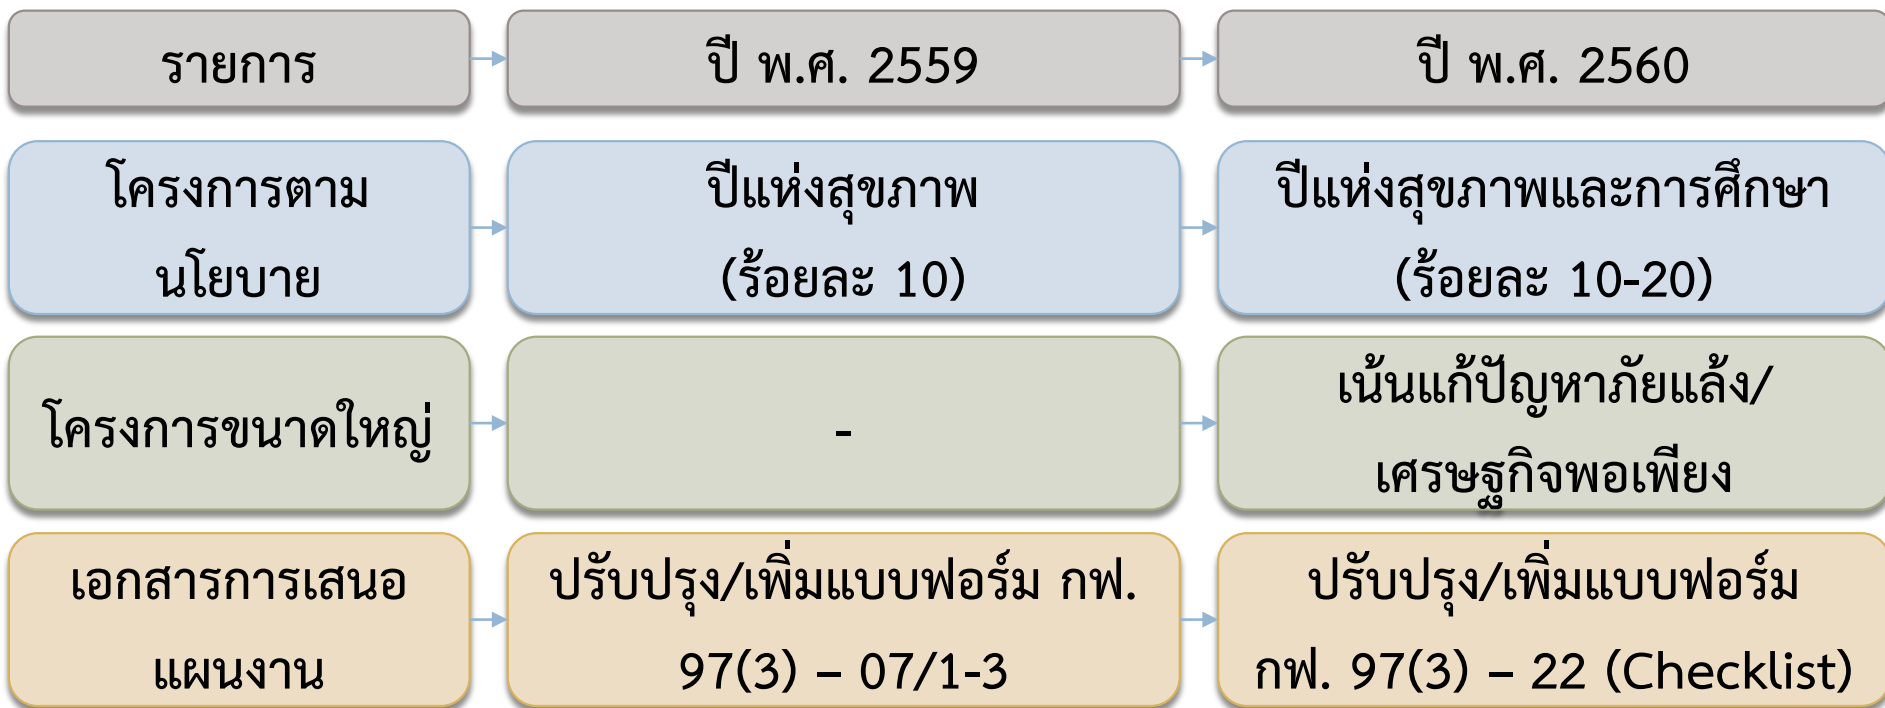 รายการ
ปี พ.ศ. 2559
ปี พ.ศ. 2560
โครงการตาม
นโยบาย
ปีแห่งสุขภาพ
(ร้อยละ 10)
ปีแห่งสุขภาพและการศึกษา
(ร้อยละ 10-20)
โครงการขนาดใหญ่
-
เน้นแก้ปัญหาภัยแล้ง/
เศรษฐกิจพอเพียง
เอกสารการเสนอ
แผนงาน
ปรับปรุง/เพิ่มแบบฟอร์ม กฟ.
97(3) – 07/1-3
ปรับปรุง/เพิ่มแบบฟอร์ม
กฟ. 97(3) – 22 (Checklist)